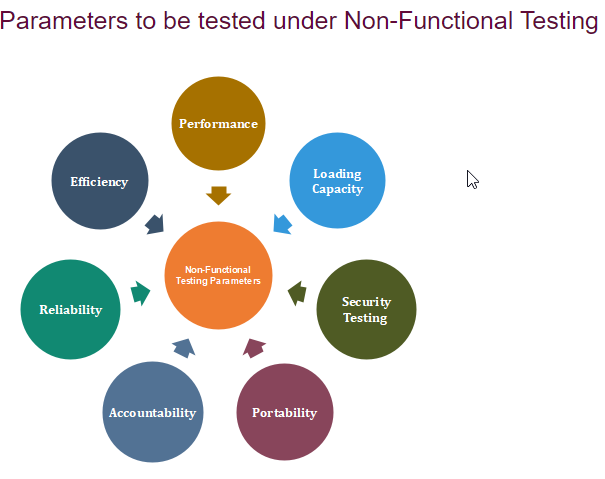 Parameters to be tested under Non-Functional Testing
Performance
Loading
Capacity
Efficiency
Non-Functional
Testing Parameters
Security
Testing
Reliability
Accountability
Portability